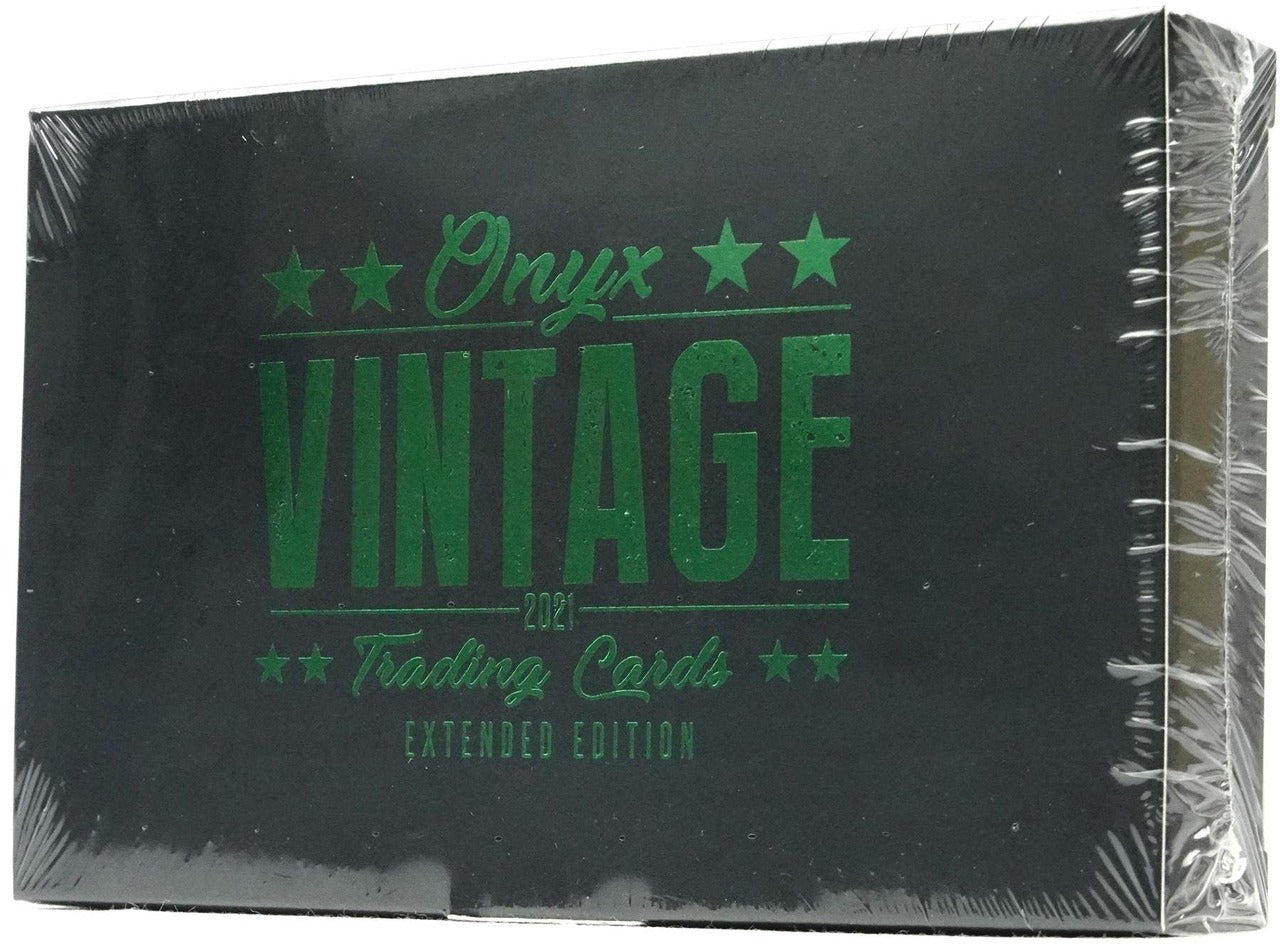 Onyx
VINTAGE
2021
Trading Cards
EXTENDED EDITION